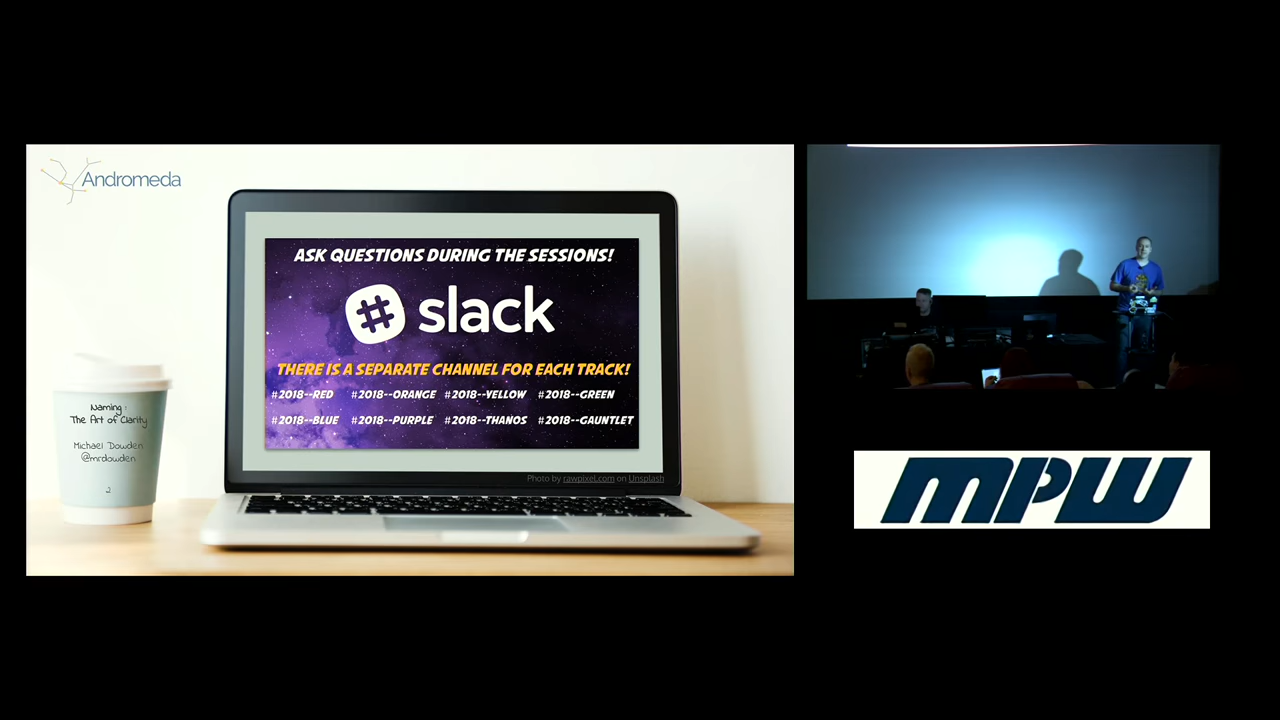 Andromeda
ASK QUESTIONS DURING THE SESSIONS!
slack
THERE IS A SEPARATE CHANNEL FOR EACH TRACK!
#2018--RED #2018--ORANGE #2018--YELLOW #2018--GREEN
#2018--BLUE #2018--PURPLE #2018--THANOS #2018--GAUNTLET
Naming:
The Art of Clarity
Michael Dowden
@mrdowden
2
Photo by rawpixel.com on Unsplash
MPW